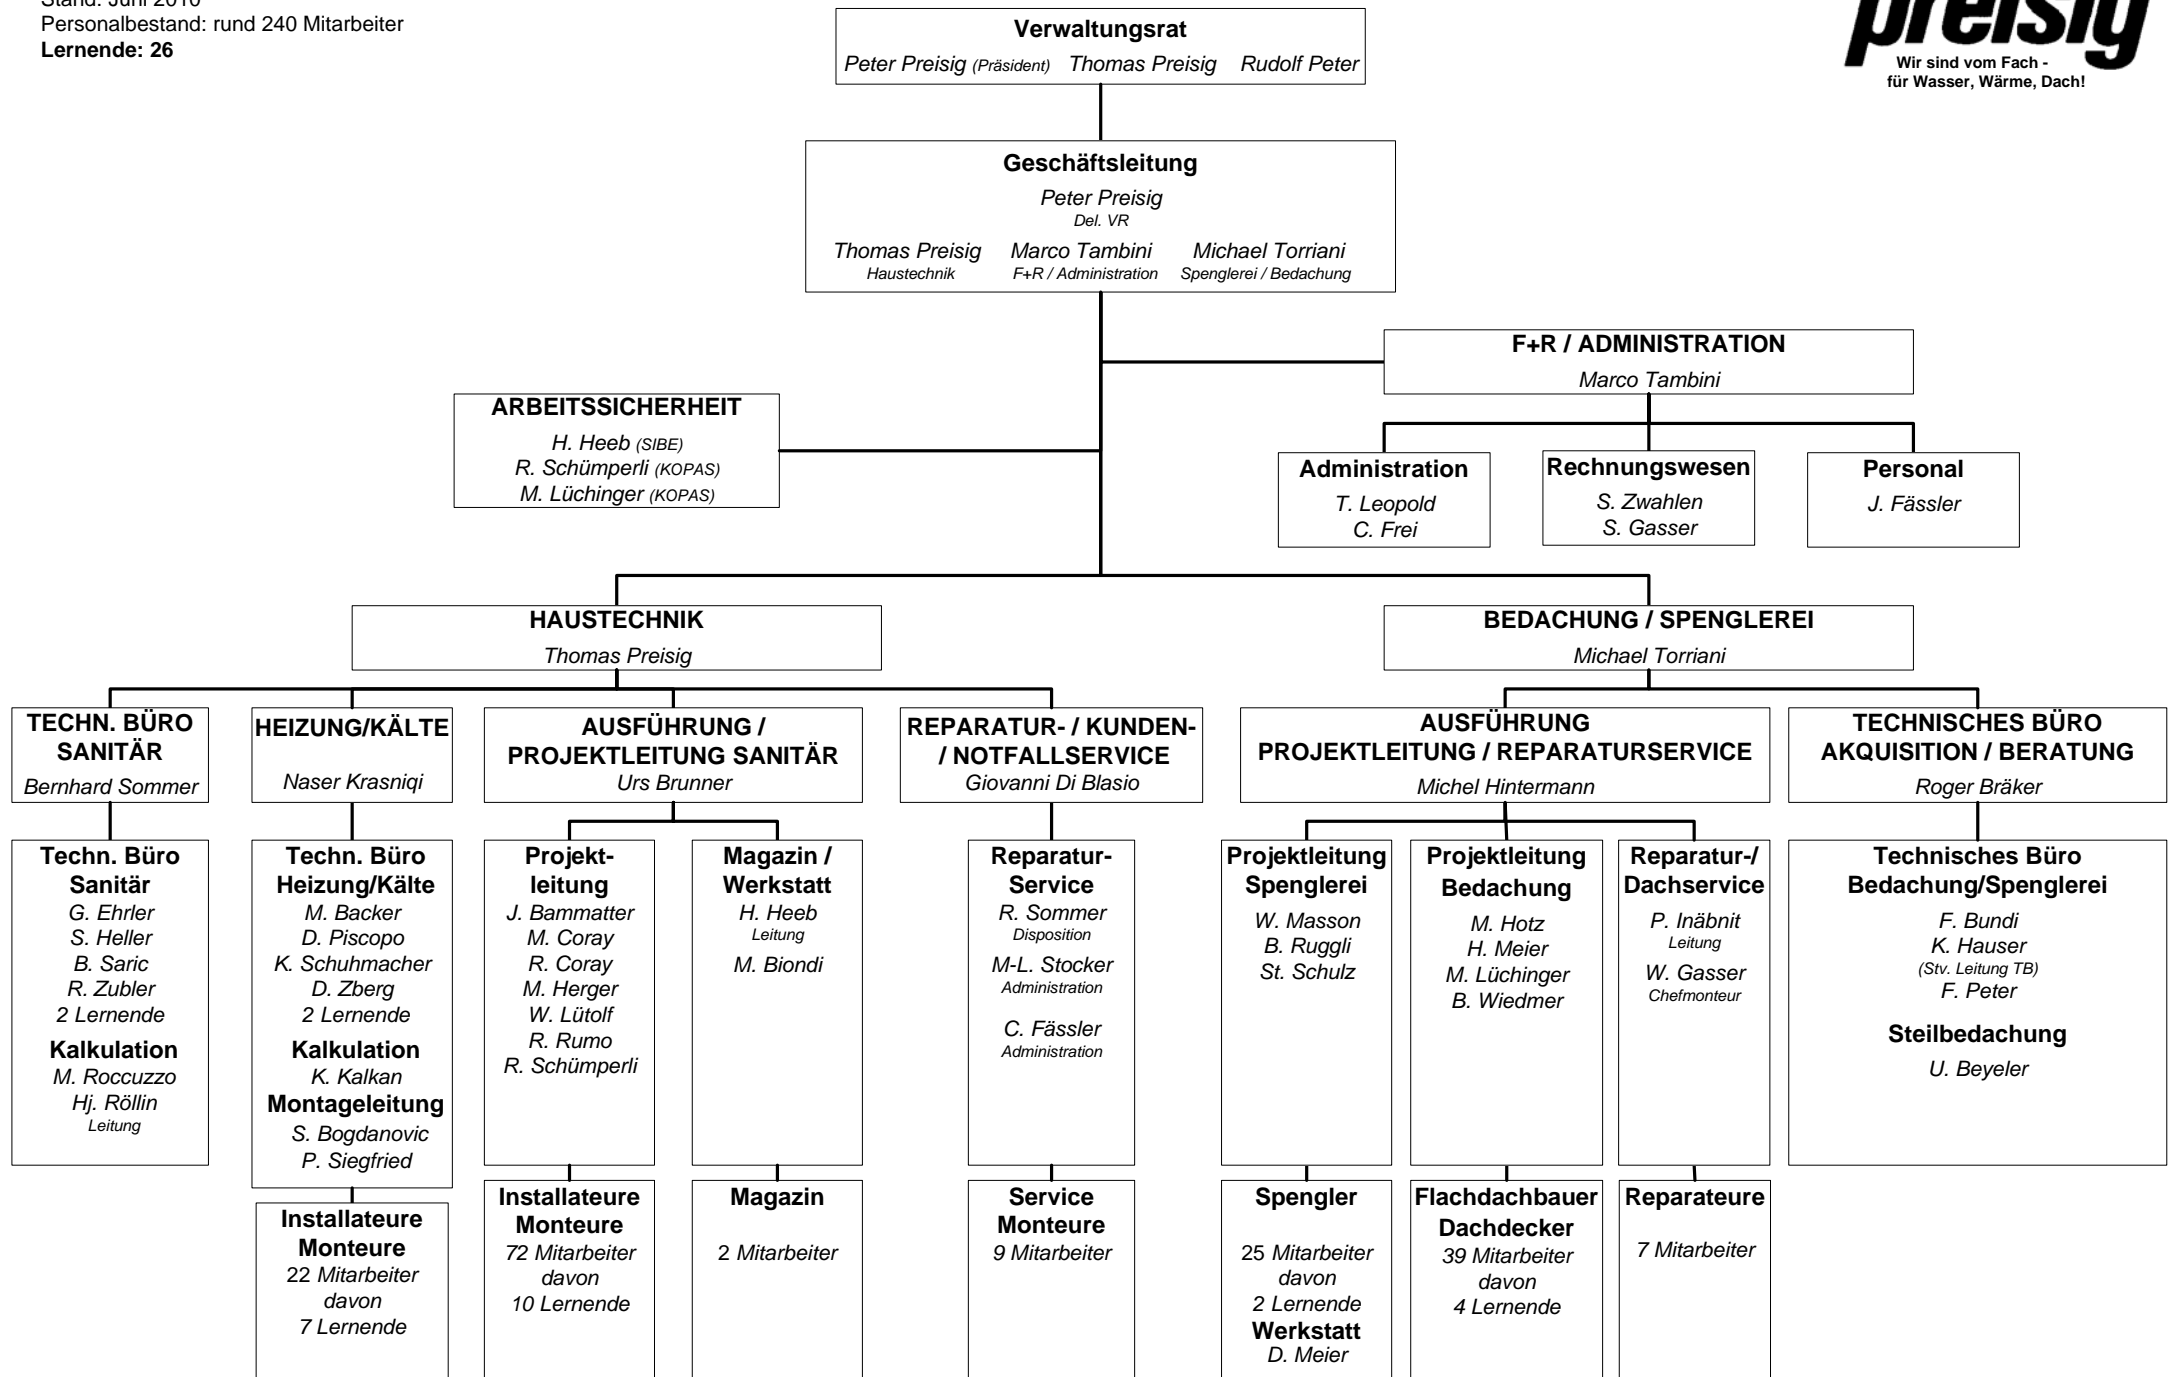 Stand: Juni 2010
Personalbestand: rund 240 Mitarbeiter
Lernende: 26
preisig
Wir sind vom Fach -
für Wasser, Wärme, Dach!
Verwaltungsrat
Peter Preisig (Präsident) Thomas Preisig Rudolf Peter
Geschäftsleitung
Peter Preisig
Del. VR
Thomas Preisig Marco Tambini Michael Torriani
Haustechnik F+R / Administration Spenglerei / Bedachung
F+R / ADMINISTRATION
Marco Tambini
ARBEITSSICHERHEIT
H. Heeb (SIBE)
R. Schümperli (KOPAS)
M. Lüchinger (KOPAS)
Administration
T. Leopold
C. Frei
Rechnungswesen
S. Zwahlen
S. Gasser
Personal
J. Fässler
HAUSTECHNIK
Thomas Preisig
BEDACHUNG / SPENGLEREI
Michael Torriani
TECHN. BÜRO
SANITÄR
Bernhard Sommer
HEIZUNG/KÄLTE
Naser Krasniqi
AUSFÜHRUNG /
PROJEKTLEITUNG SANITÄR
Urs Brunner
REPARATUR- / KUNDEN-
/ NOTFALLSERVICE
Giovanni Di Blasio
AUSFÜHRUNG
PROJEKTLEITUNG / REPARATURSERVICE
Michel Hintermann
TECHNISCHES BÜRO
AKQUISITION / BERATUNG
Roger Bräker
Techn. Büro
Sanitär
G. Ehrler
S. Heller
B. Saric
R. Zubler
2 Lernende
Kalkulation
M. Roccuzzo
Hj. Röllin
Leitung
Techn. Büro
Heizung/Kälte
M. Backer
D. Piscopo
K. Schuhmacher
D. Zberg
2 Lernende
Kalkulation
K. Kalkan
Montageleitung
S. Bogdanovic
P. Siegfried
Projekt-
leitung
J. Bammatter
M. Coray
R. Coray
M. Herger
W. Lütolf
R. Rumo
R. Schümperli
Magazin /
Werkstatt
H. Heeb
Leitung
M. Biondi
Reparatur-
Service
R. Sommer
Disposition
M-L. Stocker
Administration
C. Fässler
Administration
Projektleitung
Spenglerei
W. Masson
B. Ruggli
St. Schulz
Projektleitung
Bedachung
M. Hotz
H. Meier
M. Lüchinger
B. Wiedmer
Reparatur-/
Dachservice
P. Inäbnit
Leitung
W. Gasser
Chefmonteur
Technisches Büro
Bedachung/Spenglerei
F. Bundi
K. Hauser
(Stv. Leitung TB)
F. Peter
Steilbedachung
U. Beyeler
Installateure
Monteure
22 Mitarbeiter
davon
7 Lernende
Installateure
Monteure
72 Mitarbeiter
davon
10 Lernende
Magazin
2 Mitarbeiter
Service
Monteure
9 Mitarbeiter
Spengler
25 Mitarbeiter
davon
2 Lernende
Werkstatt
D. Meier
Flachdachbauer
Dachdecker
39 Mitarbeiter
davon
4 Lernende
Reparateure
7 Mitarbeiter